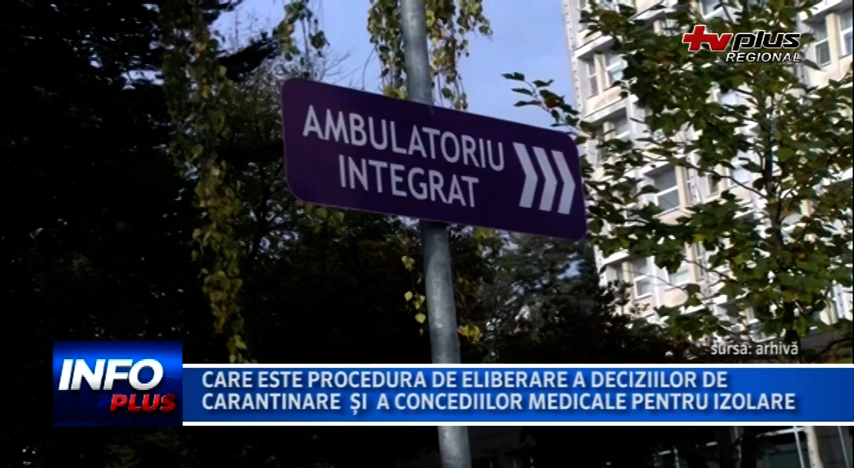 tv plus
REGIONAL
AMBULATORIU
INTEGRAT
sursa: arhivă
INFO
PLUS
CARE ESTE PROCEDURA DE ELIBERARE A DECIZIILOR DE
CARANTINARE ȘI A CONCEDIILOR MEDICALE PENTRU IZOLARE